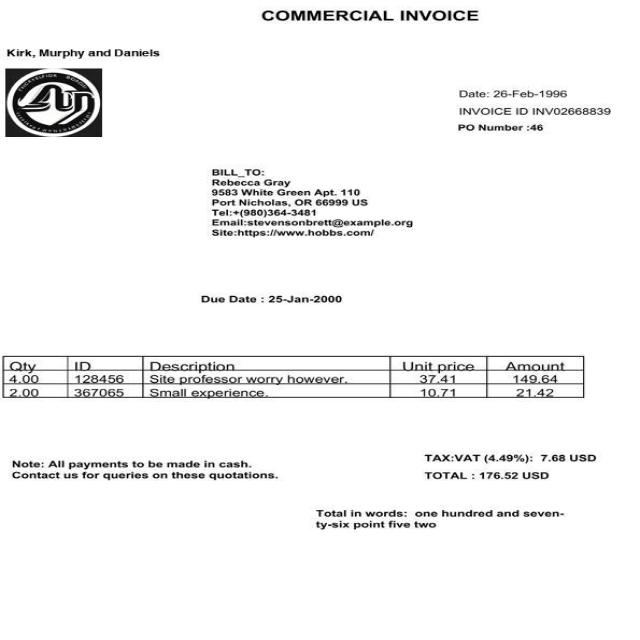 COMMERCIAL INVOICE
Kirk, Murphy and Daniels
Date: 26-Feb-1996
INVOICE ID INV02668839
PO Number :46
BILL_TO:
Rebecca Gray
9583 White Green Apt. 110
Port Nicholas, OR 66999 US
Tel:+(980)364-3481
Email:stevensonbrett@example.org
Site:https://www.hobbs.com/
Due Date : 25-Jan-2000
Qty ID Description Unit price Amount
4.00 128456 Site professor worry however. 37.41 149.64
2.00 367065 Small experience. 10.71 21.42
TAX:VAT (4.49%): 7.68 USD
TOTAL : 176.52 USD
Note: All payments to be made in cash.
Contact us for queries on these quotations.
Total in words: one hundred and seven-
ty-six point five two